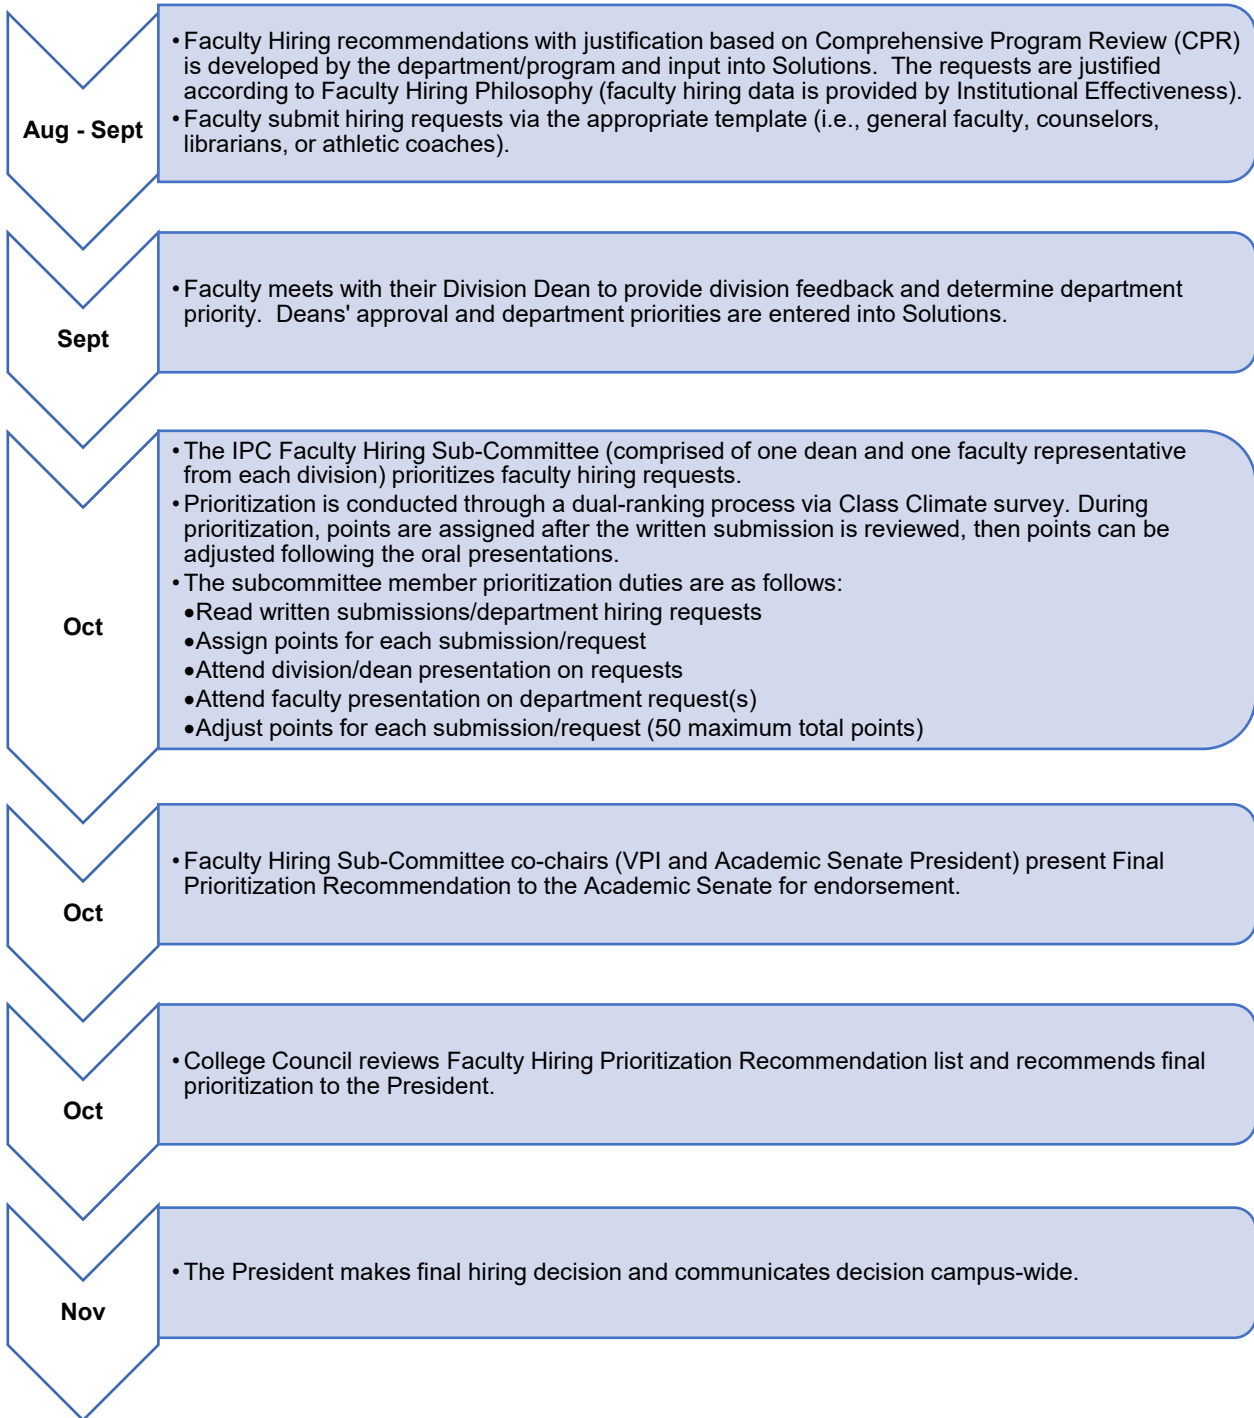 Aug - Sept
• Faculty Hiring recommendations with justification based on Comprehensive Program Review (CPR)
is developed by the department/program and input into Solutions.  The requests are justified
according to Faculty Hiring Philosophy (faculty hiring data is provided by Institutional Effectiveness).
• Faculty submit hiring requests via the appropriate template (i.e., general faculty, counselors,
librarians, or athletic coaches).
Sept
• Faculty meets with their Division Dean to provide division feedback and determine department
priority.  Deans' approval and department priorities are entered into Solutions.
Oct
• The IPC Faculty Hiring Sub-Committee (comprised of one dean and one faculty representative
from each division) prioritizes faculty hiring requests.
• Prioritization is conducted through a dual-ranking process via Class Climate survey. During
prioritization, points are assigned after the written submission is reviewed, then points can be
adjusted following the oral presentations.
• The subcommittee member prioritization duties are as follows:
•Read written submissions/department hiring requests
•Assign points for each submission/request
•Attend division/dean presentation on requests
•Attend faculty presentation on department request(s)
•Adjust points for each submission/request (50 maximum total points)
Oct
• Faculty Hiring Sub-Committee co-chairs (VPI and Academic Senate President) present Final
Prioritization Recommendation to the Academic Senate for endorsement.
Oct
• College Council reviews Faculty Hiring Prioritization Recommendation list and recommends final
prioritization to the President.
Nov
• The President makes final hiring decision and communicates decision campus-wide.